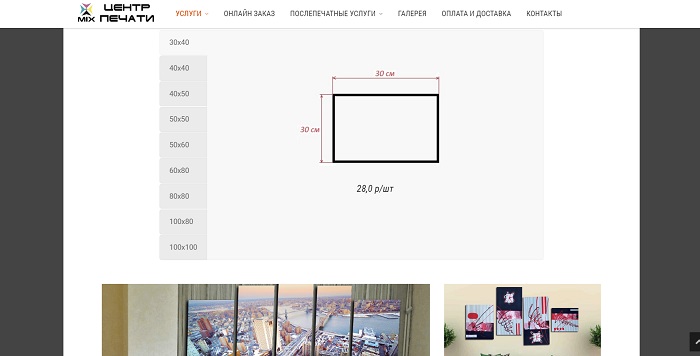 MIX ЦЕНТР ПЕЧАТИ
УСЛУГИ ОНЛАЙН ЗАКАЗ ПОСЛЕПЕЧАТНЫЕ УСЛУГИ ГАЛЕРЕЯ ОПЛАТА И ДОСТАВКА КОНТАКТЫ
30x40
40x40
40x50
50x50
50x60
60x80
80x80
100x80
100x100
30 см
30 см
28,0 р/шт